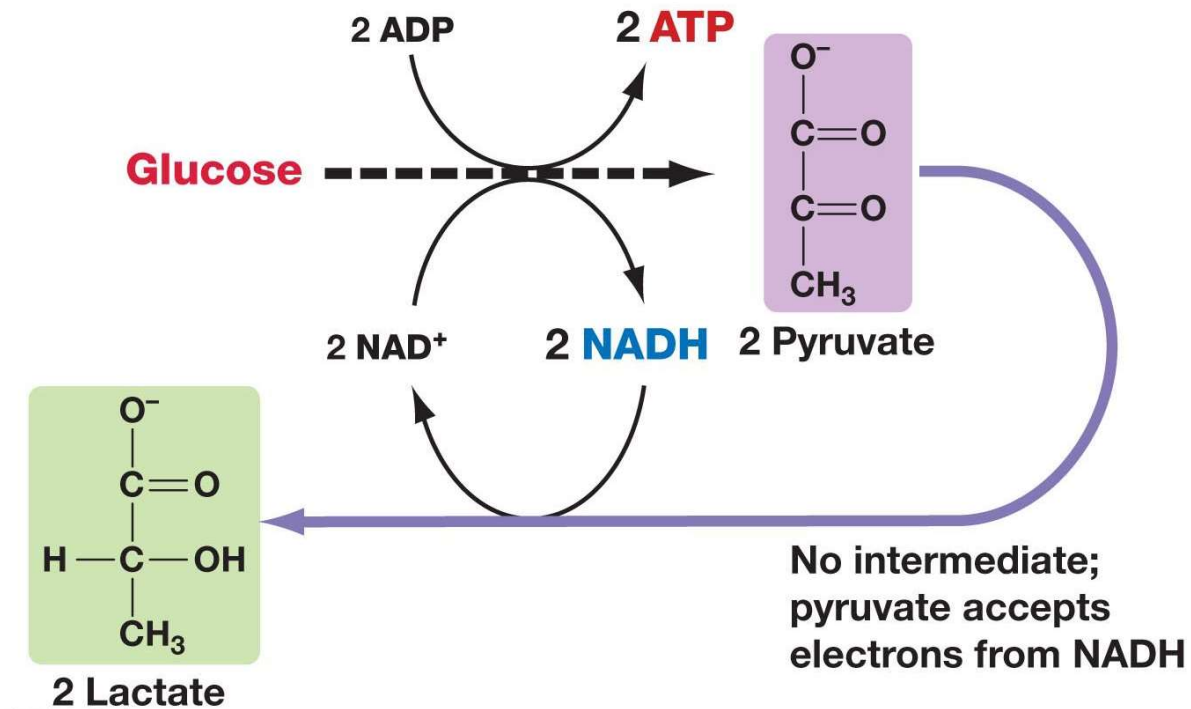 2 ADP
2 ATP
Glucose
O⁻
C=O
C=O
CH₃
2 NAD⁺
2 NADH
2 Pyruvate
O⁻
C=O
H—C—OH
CH₃
2 Lactate
No intermediate;
pyruvate accepts
electrons from NADH